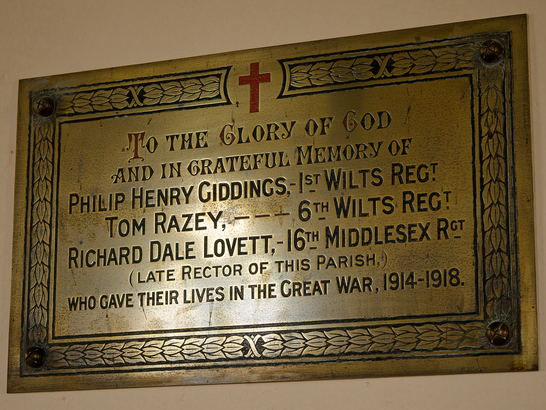 To the Glory of God
and in grateful Memory of
Philip Henry Giddings,-1st Wilts Regt
Tom Razey,---- 6th Wilts Regt
Richard Dale Lovett,-16th Middlesex Rgt
(late Rector of this Parish,)
who gave their lives in the Great War, 1914-1918.